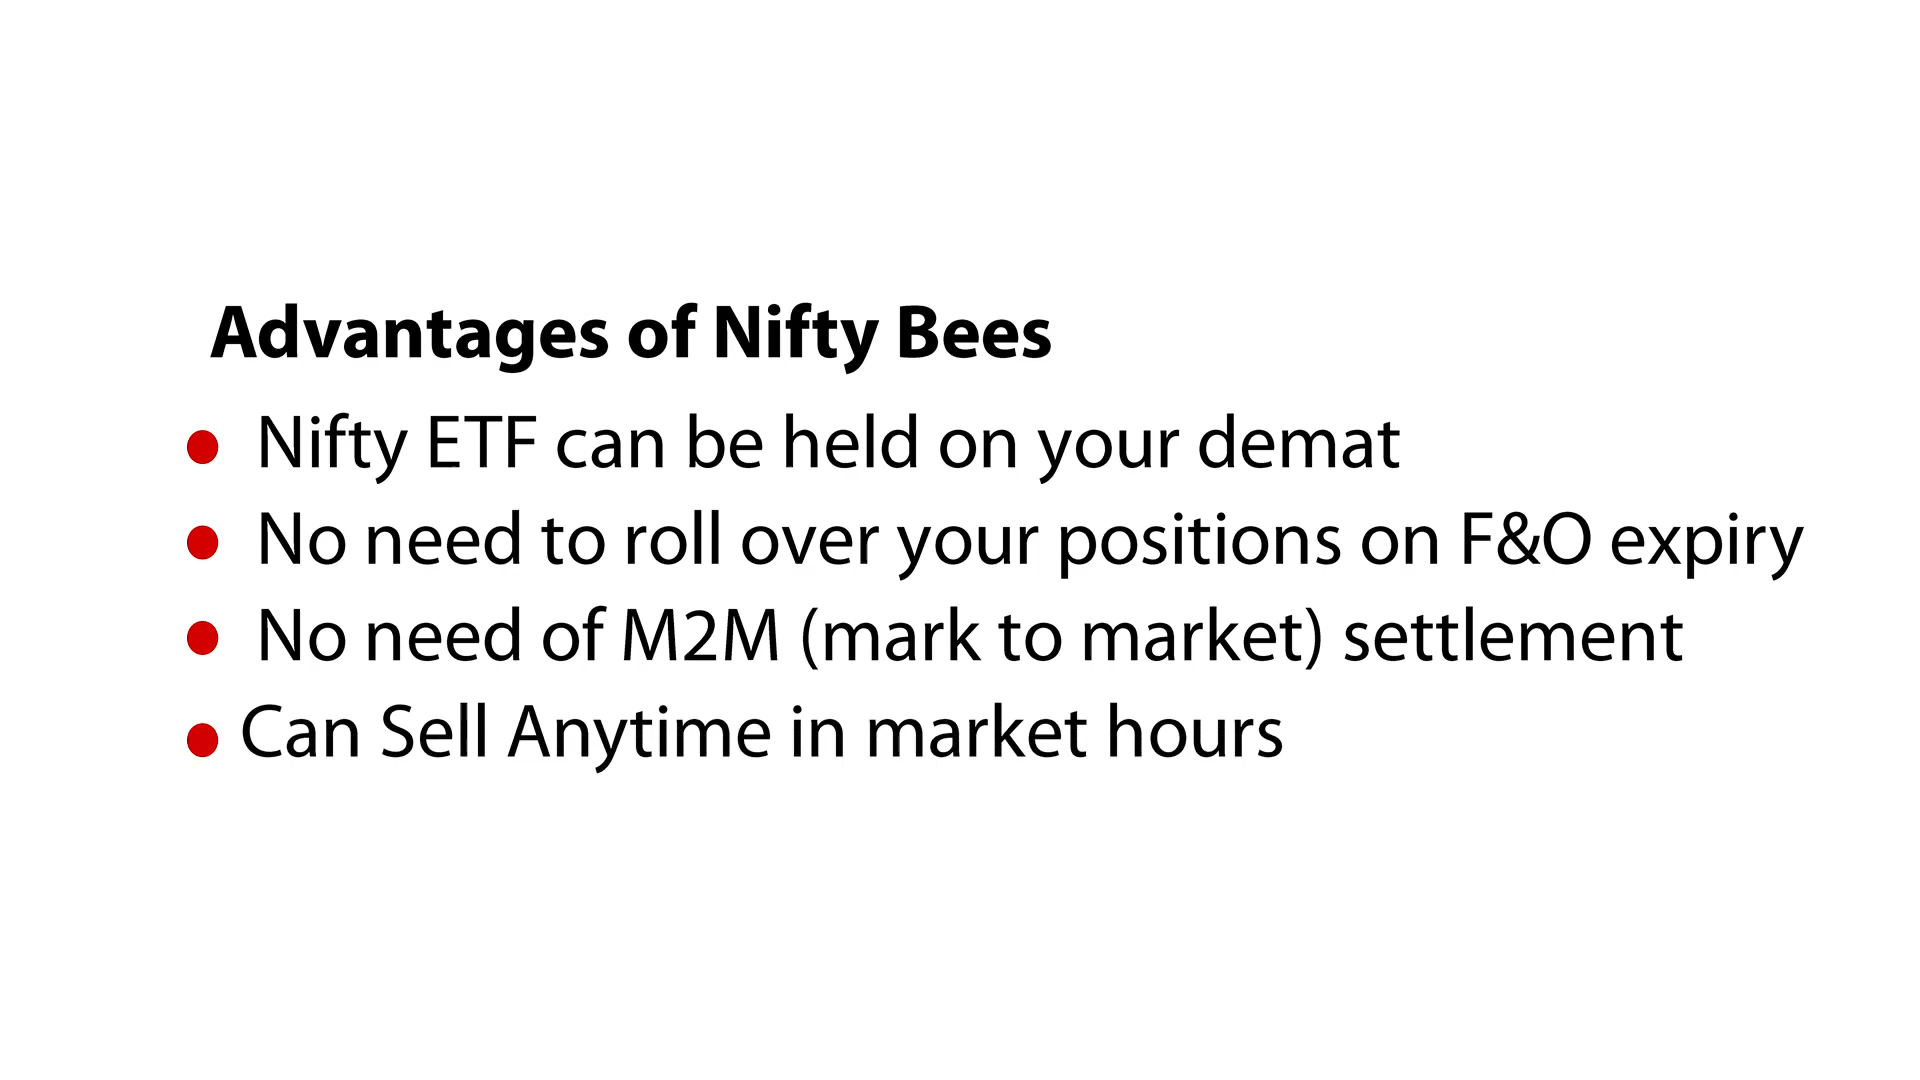 Advantages of Nifty Bees
Nifty ETF can be held on your demat
No need to roll over your positions on F&O expiry
No need of M2M (mark to market) settlement
Can Sell Anytime in market hours